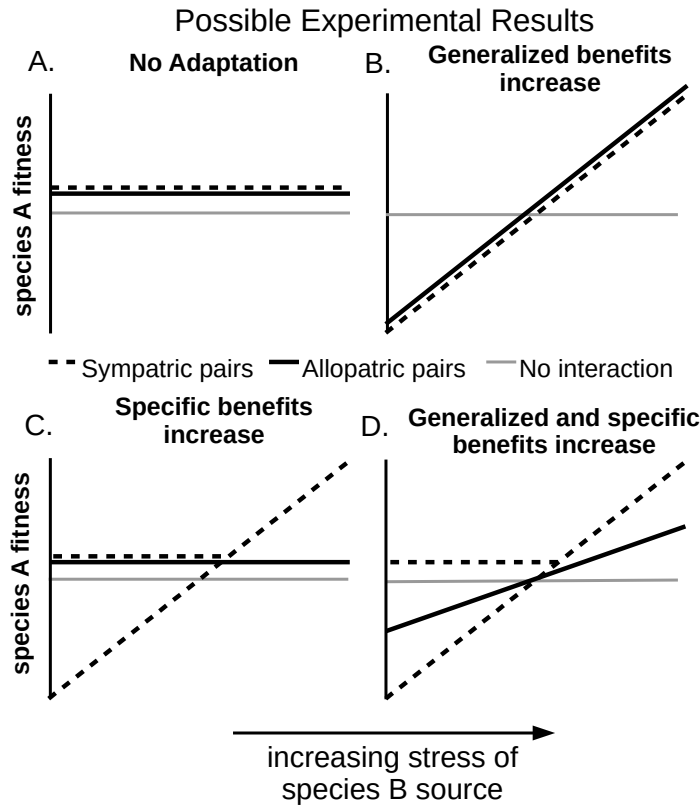 Possible Experimental Results
A.
No Adaptation
B.
Generalized benefits
increase
species A fitness
Sympatric pairs
Allopatric pairs
No interaction
C.
Specific benefits
increase
D.
Generalized and specific
benefits increase
species A fitness
increasing stress of
species B source